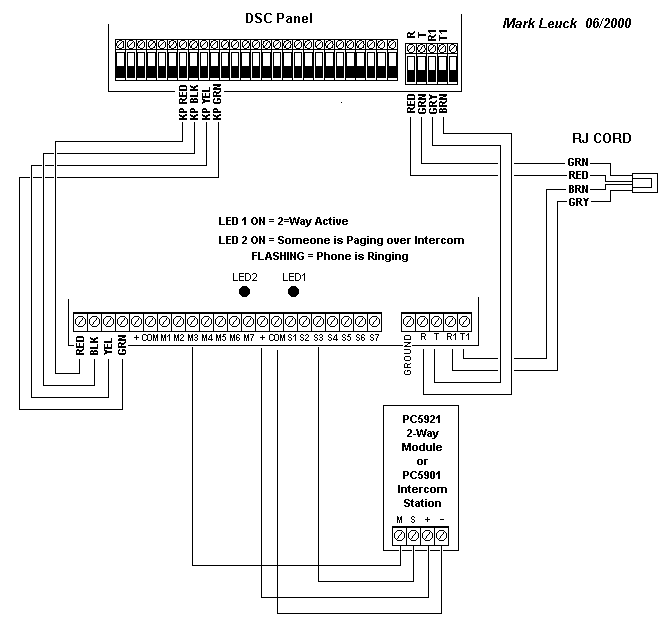 DSC Panel
Mark Leuck 06/2000
R
T
R1
T1
KP RED
KP BLK
KP YEL
KP GRN
RED
GRN
GRY
BRN
RJ CORD
GRN
RED
BRN
GRY
LED 1 ON = 2=Way Active
LED 2 ON = Someone is Paging over Intercom
FLASHING = Phone is Ringing
LED2 LED1
RED
BLK
YEL
GRN
+ COM M1 M2 M3 M4 M5 M6 M7 + COM S1 S2 S3 S4 S5 S6 S7
GROUND
R T R1 T1
PC5921
2-Way
Module
or
PC5901
Intercom
Station
M S + −